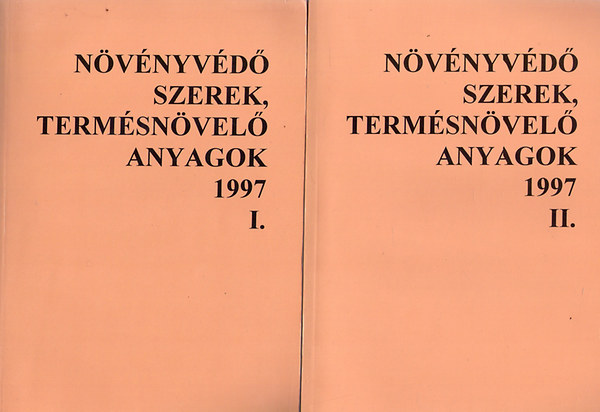 NÖVÉNYVÉDŐ
SZEREK,
TERMÉSNÖVELŐ
ANYAGOK
1997
I.
NÖVÉNYVÉDŐ
SZEREK,
TERMÉSNÖVELŐ
ANYAGOK
1997
II.